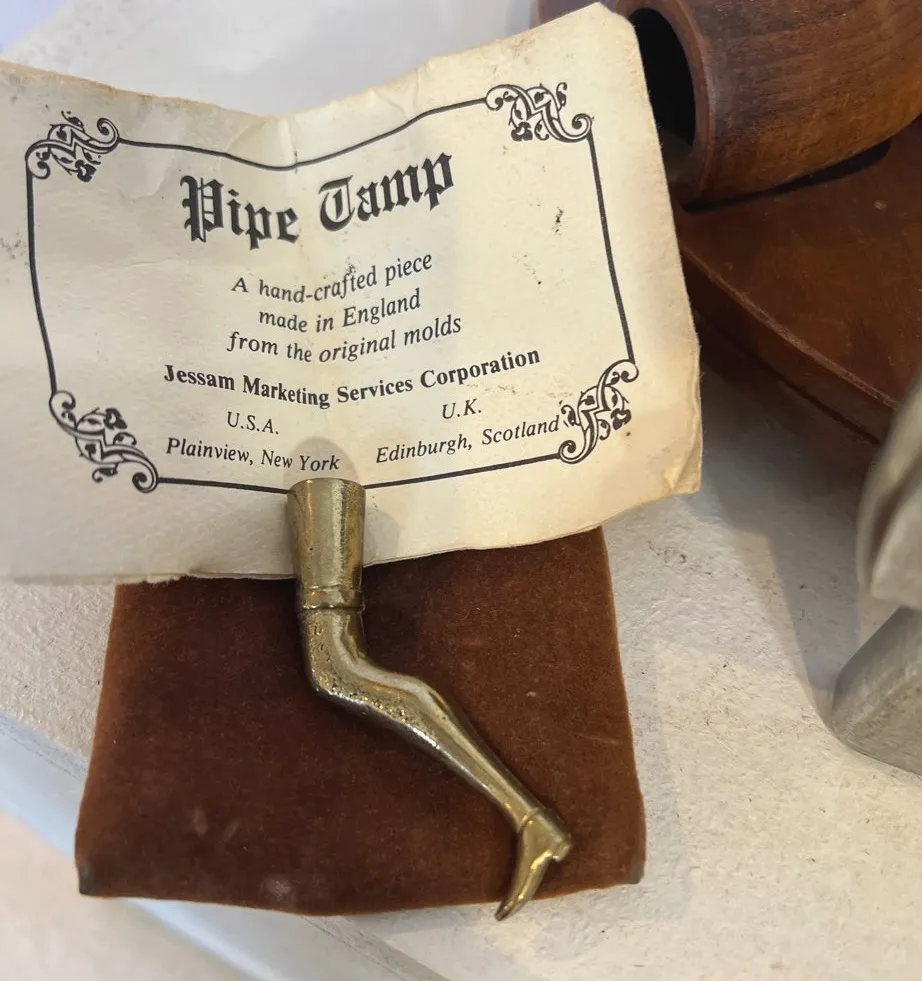 Pipe Tamp
A hand-crafted piece
made in England
from the original molds
Jessam Marketing Services Corporation
U.S.A.
Plainview, New York
U.K.
Edinburgh, Scotland